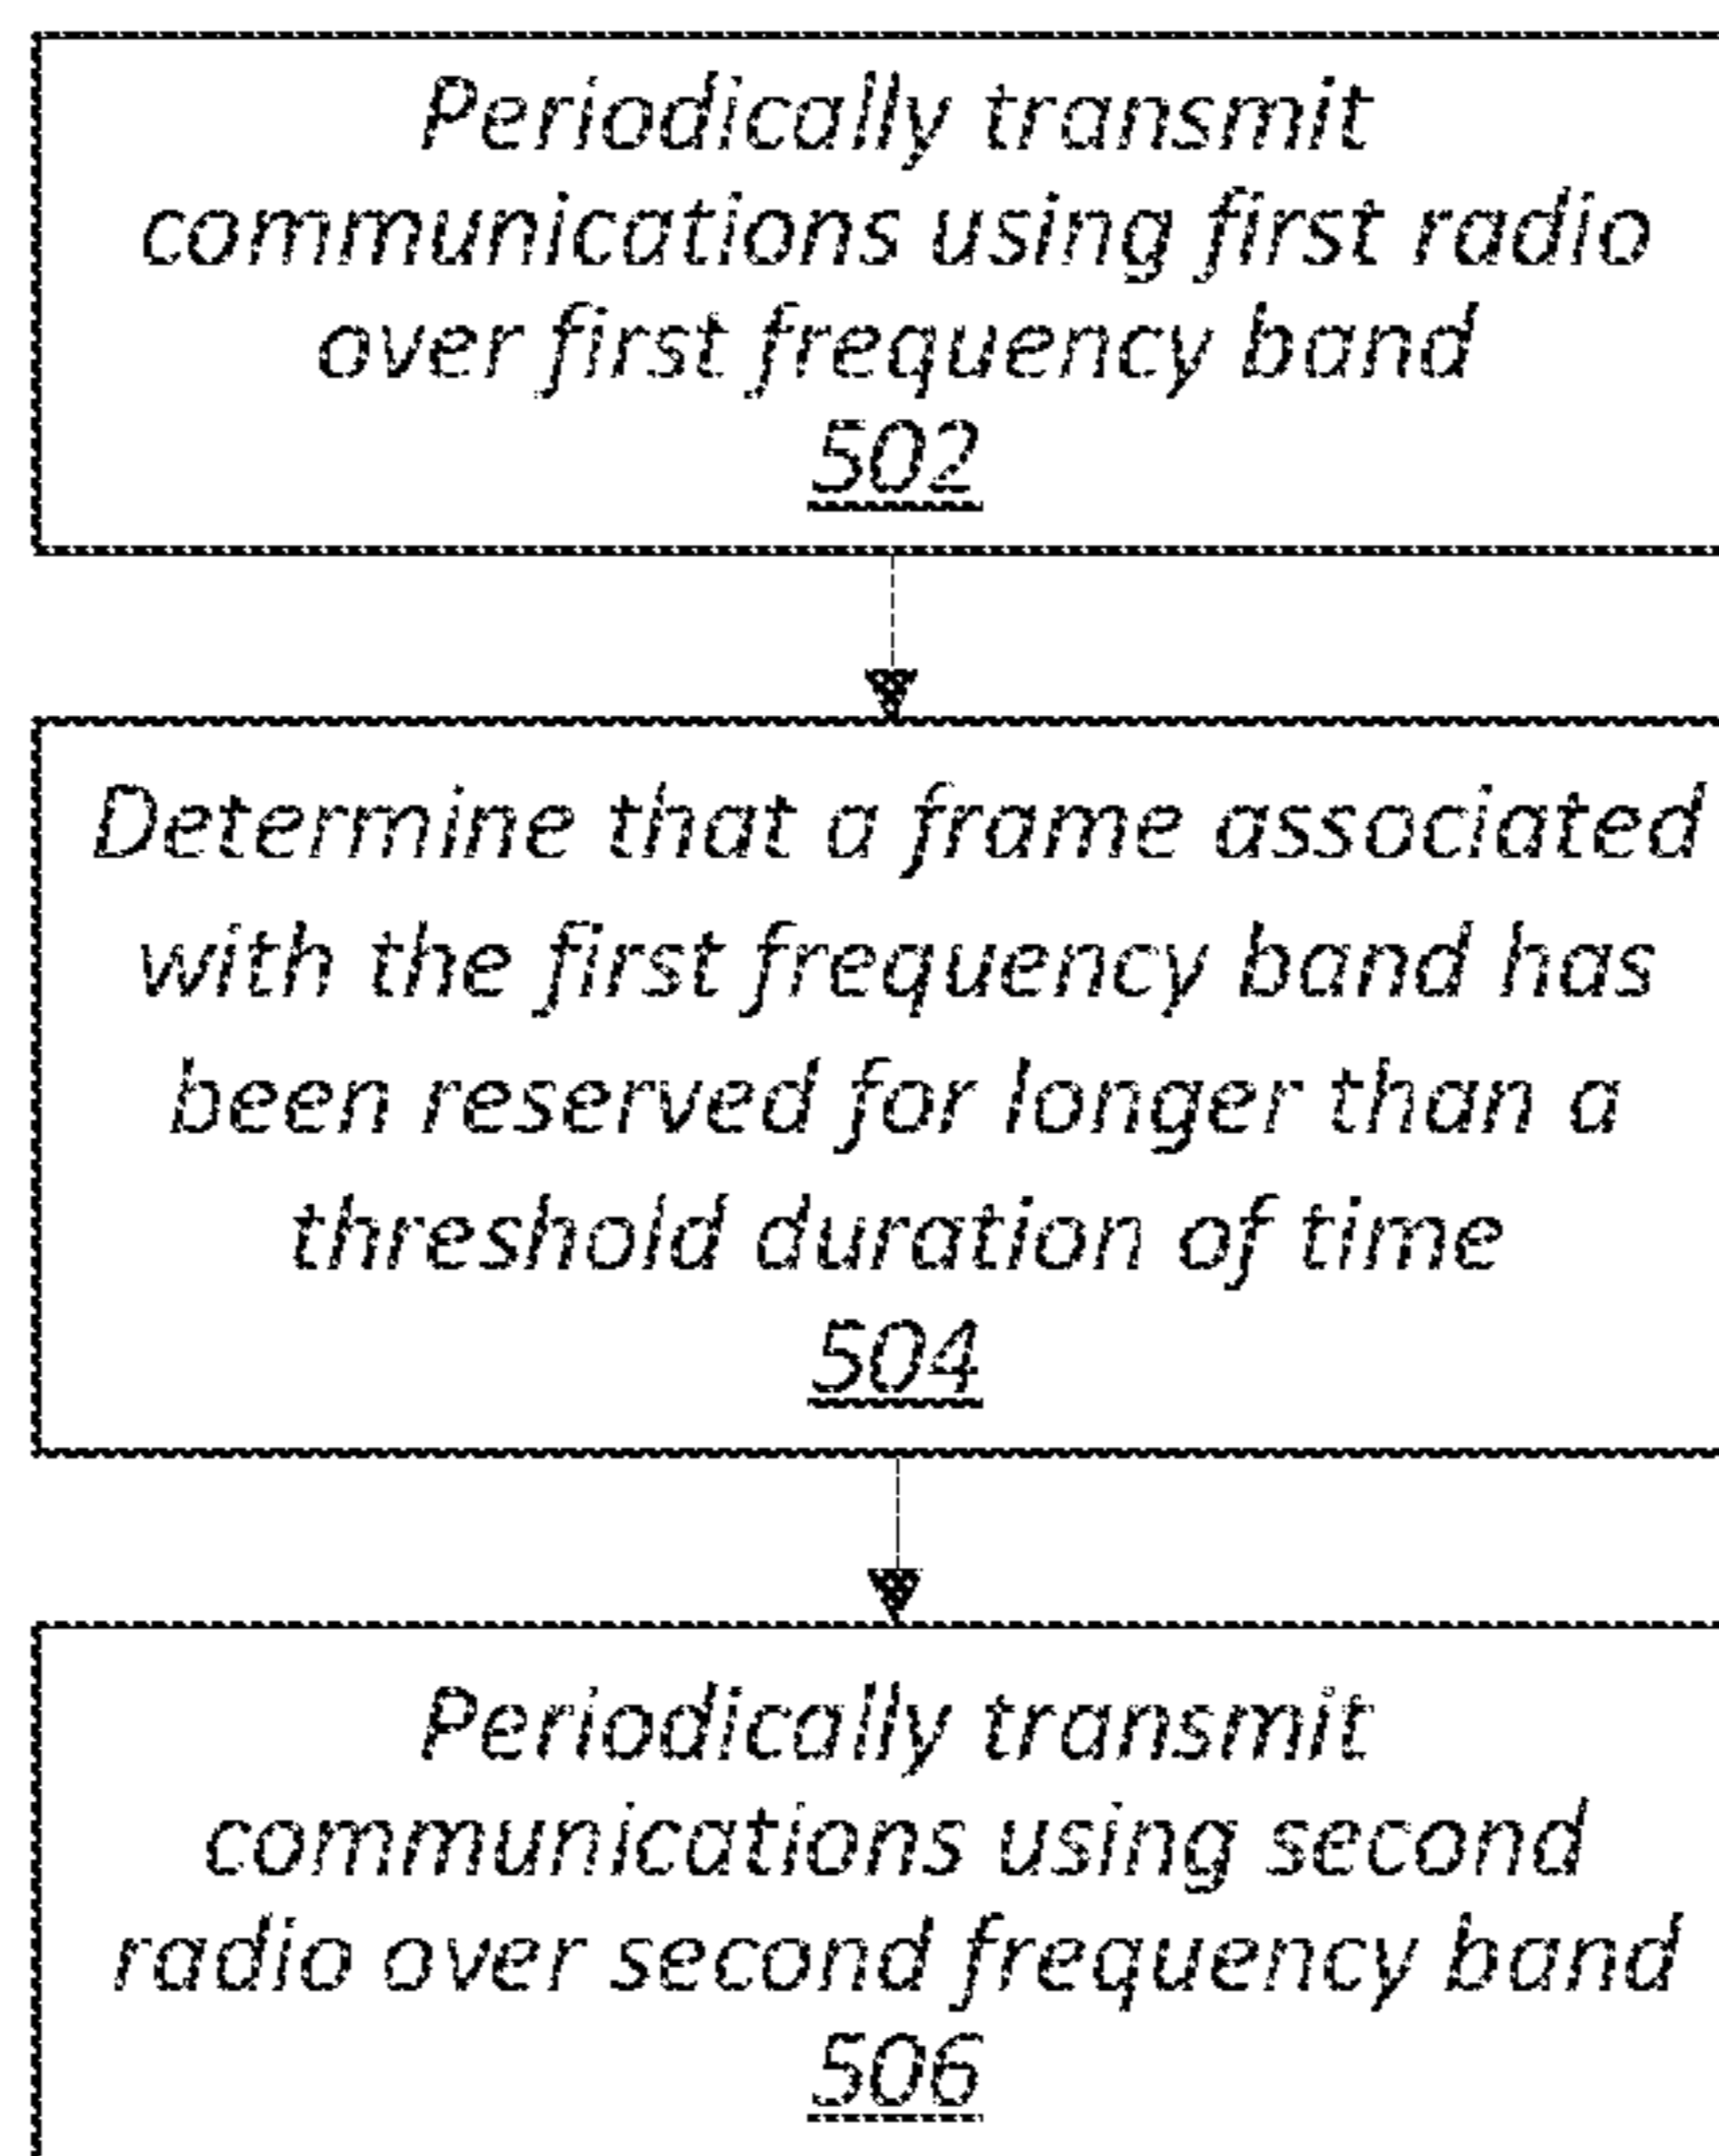 Periodically transmit
communications using first radio
over first frequency band
502
Determine that a frame associated
with the first frequency band has
been reserved for longer than a
threshold duration of time
504
Periodically transmit
communications using second
radio over second frequency band
506